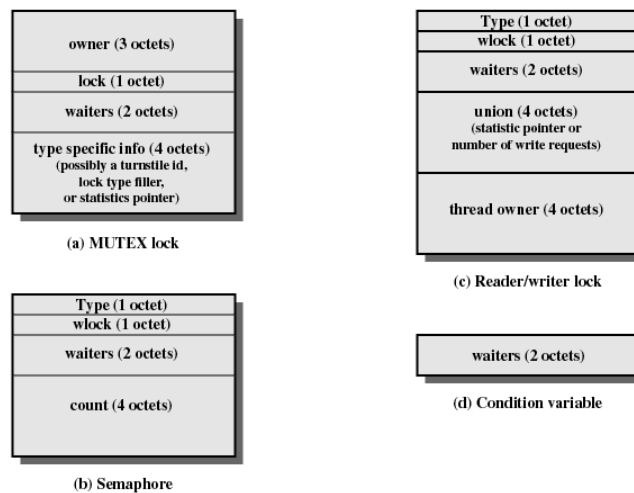 owner (3 octets)
lock (1 octet)
waiters (2 octets)
type specific info (4 octets)
(possibly a turnstile id,
lock type filler,
or statistics pointer)
(a) MUTEX lock
Type (1 octet)
wlock (1 octet)
waiters (2 octets)
count (4 octets)
(b) Semaphore
Type (1 octet)
wlock (1 octet)
waiters (2 octets)
union (4 octets)
(statistic pointer or
number of write requests)
thread owner (4 octets)
(c) Reader/writer lock
waiters (2 octets)
(d) Condition variable